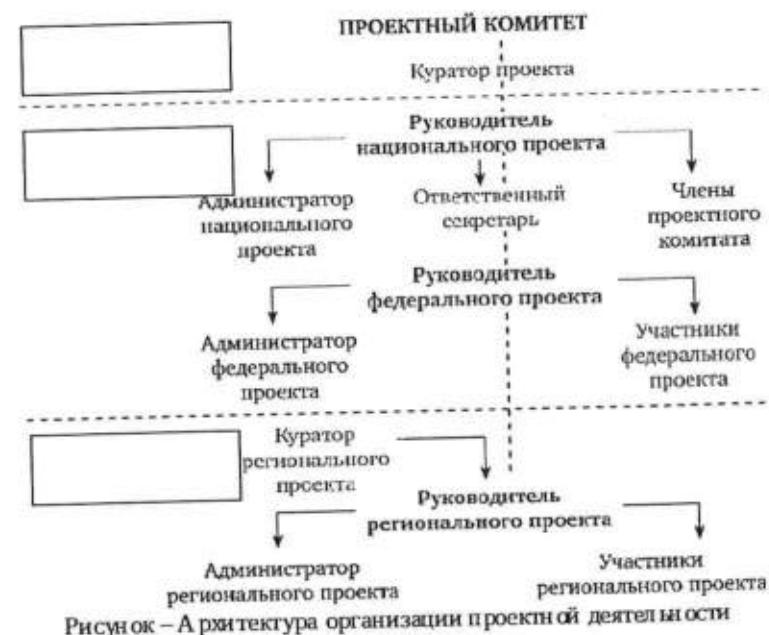 ПРОЕКТНЫЙ КОМИТЕТ
Куратор проекта
Руководитель
национального проекта
Администратор
национального
проекта
Ответственный
секретарь
Члены
проектного
комитата
Руководитель
федерального проекта
Администратор
федерального
проекта
Участники
федерального
проекта
Куратор
регионального
проекта
Руководитель
регионального проекта
Администратор
регионального проекта
Участники
регионального проекта
Рисунок – Архитектура организации проектной деятельности